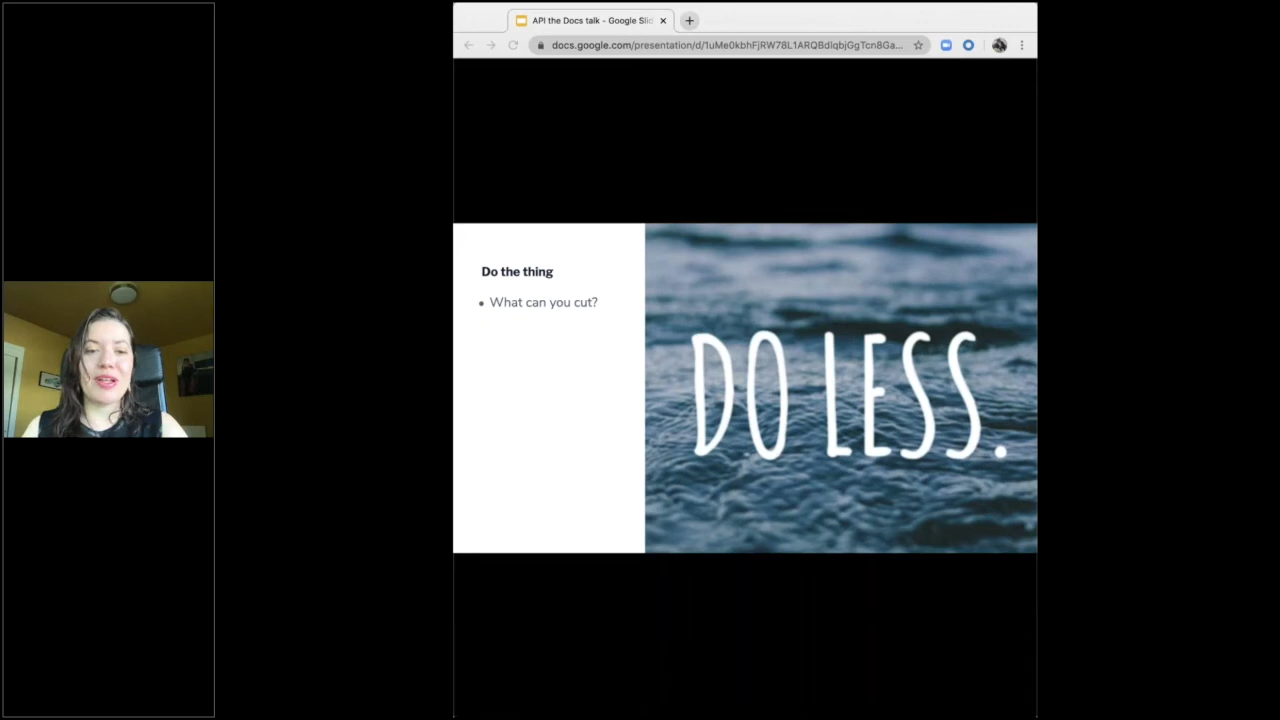 API the Docs talk - Google Slid
docs.google.com/presentation/d/1uMe0kbhFjRW78L1ARQBdlqbjGgTcn8Ga...
Do the thing
• What can you cut?
DO LESS.